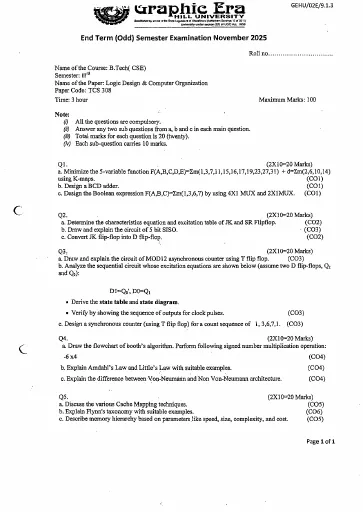 GEHU/02E/9.1.3
Graphic Era
HILL UNIVERSITY
End Term (Odd) Semester Examination November 2025
Roll no..............................
Name of the Course: B.Tech( CSE)
Semester: IIIrd
Name of the Paper: Logic Design & Computer Organization
Paper Code: TCS 308
Time: 3 hour Maximum Marks: 100
Note:
(i) All the questions are compulsory.
(ii) Answer any two sub questions from a, b and c in each main question.
(iii) Total marks for each question is 20 (twenty).
(iv) Each sub-question carries 10 marks.
Q1. (2X10=20 Marks)
a. Minimize the 5-variable function F(A,B,C,D,E)=Σm(1,3,7,11,15,16,17,19,23,27,31) + d=Σm(2,6,10,14)
using K-maps. (CO1)
b. Design a BCD adder. (CO1)
c. Design the Boolean expression F(A,B,C)=Σm(1,3,6,7) by using 4X1 MUX and 2X1MUX. (CO1)
Q2. (2X10=20 Marks)
a. Determine the characteristics equation and excitation table of JK and SR Flipflop. (CO2)
b. Draw and explain the circuit of 5 bit SISO. (CO3)
c. Convert JK flip-flop into D flip-flop. (CO2)
Q3. (2X10=20 Marks)
a. Draw and explain the circuit of MOD12 asynchronous counter using T flip flop. (CO3)
b. Analyze the sequential circuit whose excitation equations are shown below (assume two D flip-flops, Q1
and Q0):
D1=Q0', D0=Q1
• Derive the state table and state diagram.
• Verify by showing the sequence of outputs for clock pulses. (CO3)
c. Design a synchronous counter (using T flip flop) for a count sequence of 1, 3,6,7,1. (CO3)
Q4. (2X10=20 Marks)
a. Draw the flowchart of booth's algorithm. Perform following signed number multiplication operation:
-6 x4 (CO4)
b. Explain Amdahl's Law and Little's Law with suitable examples. (CO4)
c. Explain the difference between Von-Neumann and Non Von-Neumann architecture. (CO4)
Q5. (2X10=20 Marks)
a. Discuss the various Cache Mapping techniques. (CO5)
b. Explain Flynn's taxonomy with suitable examples. (CO6)
c. Describe memory hierarchy based on parameters like speed, size, complexity, and cost. (CO5)
Page 1 of 1